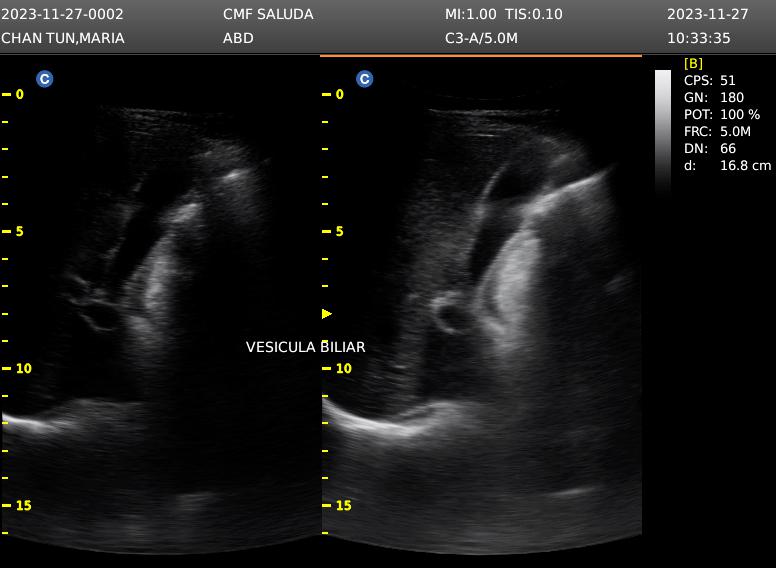 2023-11-27-0002 CMF SALUDA MI:1.00 TIS:0.10 2023-11-27
CHAN TUN,MARIA ABD C3-A/5.0M 10:33:35
[B]
CPS: 51
GN: 180
POT: 100 %
FRC: 5.0M
DN: 66
d: 16.8 cm
C C
0 0
5 5
VESICULA BILIAR
10 10
15 15